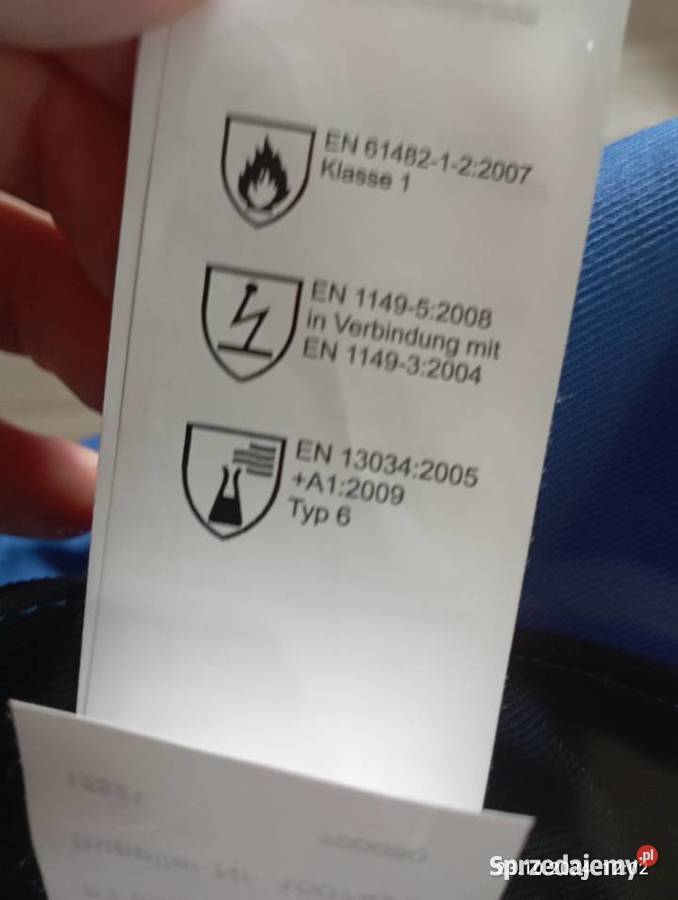 EN 61482-1-2:2007
Klasse 1
EN 1149-5:2008
in Verbindung mit
EN 1149-3:2004
EN 13034:2005
+A1:2009
Typ 6
Sprzedajemy.pl